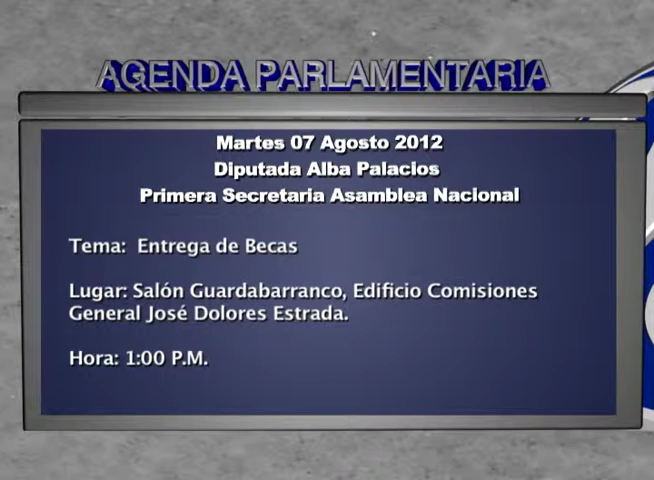 AGENDA PARLAMENTARIA
Martes 07 Agosto 2012
Diputada Alba Palacios
Primera Secretaria Asamblea Nacional
Tema: Entrega de Becas
Lugar: Salón Guardabarranco, Edificio Comisiones
General José Dolores Estrada.
Hora: 1:00 P.M.